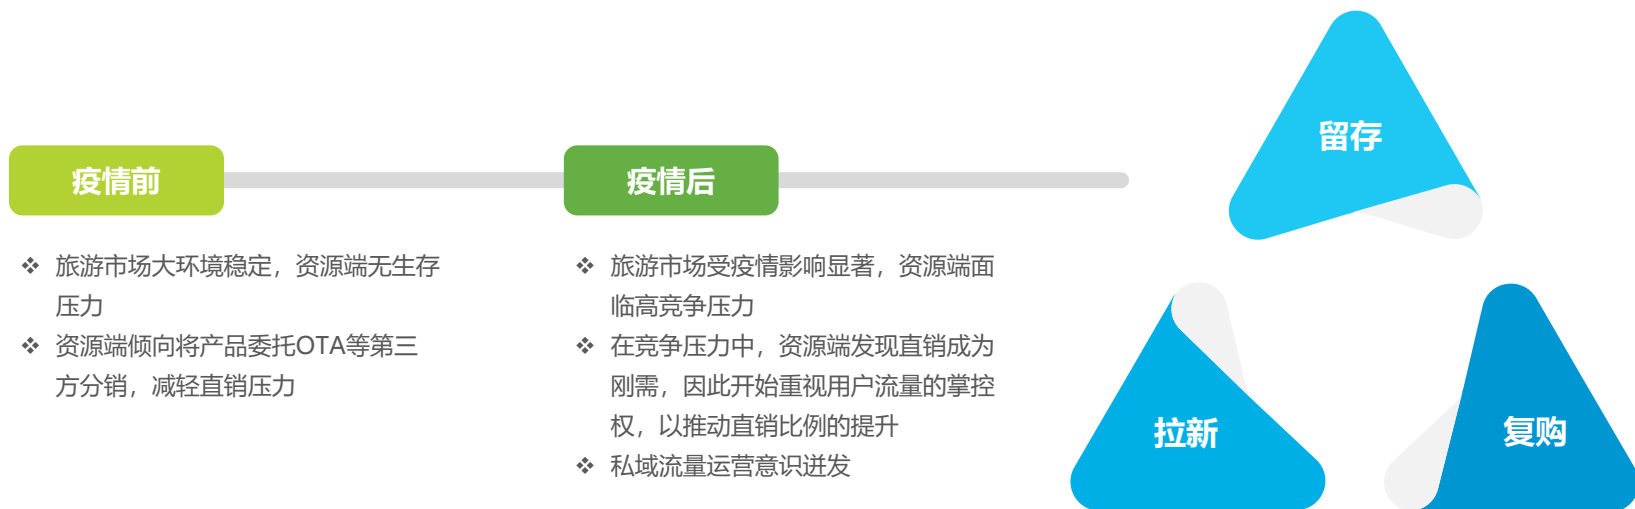 疫情前
❖ 旅游市场大环境稳定，资源端无生存
压力
❖ 资源端倾向将产品委托OTA等第三
方分销，减轻直销压力
疫情后
❖ 旅游市场受疫情影响显著，资源端面
临高竞争压力
❖ 在竞争压力中，资源端发现直销成为
刚需，因此开始重视用户流量的掌控
权，以推动直销比例的提升
❖ 私域流量运营意识迸发
留存
拉新
复购